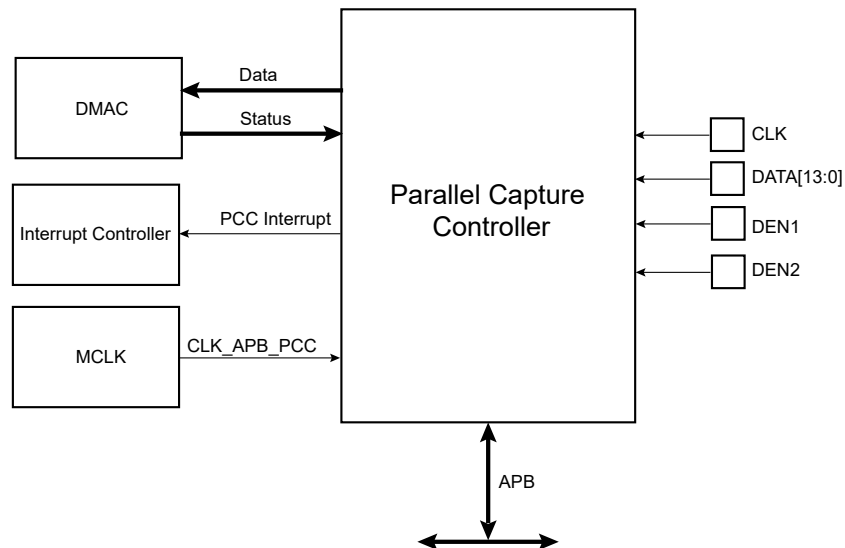 Data
DMAC
Status
CLK
DATA[13:0]
Parallel Capture
Controller
PCC Interrupt
DEN1
Interrupt Controller
DEN2
CLK_APB_PCC
MCLK
APB